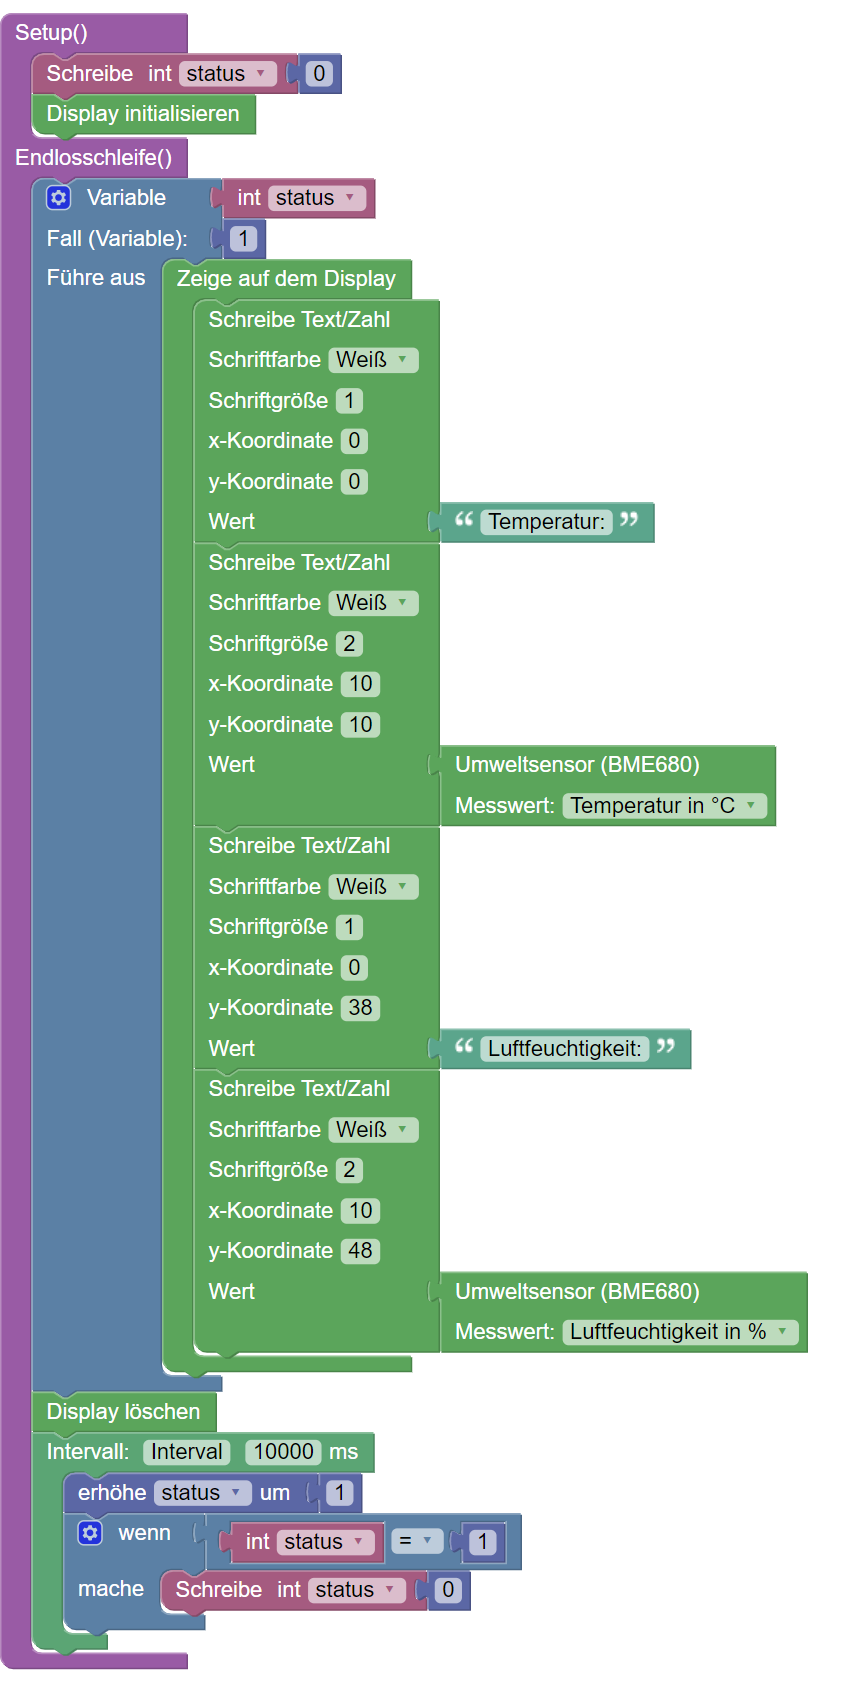 Setup()
Schreibe int status 0
Display initialisieren
Endlosschleife()
Variable int status
Fall (Variable): 1
Führe aus Zeige auf dem Display
Schreibe Text/Zahl
Schriftfarbe Weiß
Schriftgröße 1
x-Koordinate 0
y-Koordinate 0
Wert “ Temperatur: ”
Schreibe Text/Zahl
Schriftfarbe Weiß
Schriftgröße 2
x-Koordinate 10
y-Koordinate 10
Wert Umweltsensor (BME680)
Messwert: Temperatur in °C
Schreibe Text/Zahl
Schriftfarbe Weiß
Schriftgröße 1
x-Koordinate 0
y-Koordinate 38
Wert “ Luftfeuchtigkeit: ”
Schreibe Text/Zahl
Schriftfarbe Weiß
Schriftgröße 2
x-Koordinate 10
y-Koordinate 48
Wert Umweltsensor (BME680)
Messwert: Luftfeuchtigkeit in %
Display löschen
Intervall: Interval 10000 ms
erhöhe status um 1
wenn int status = 1
mache Schreibe int status 0